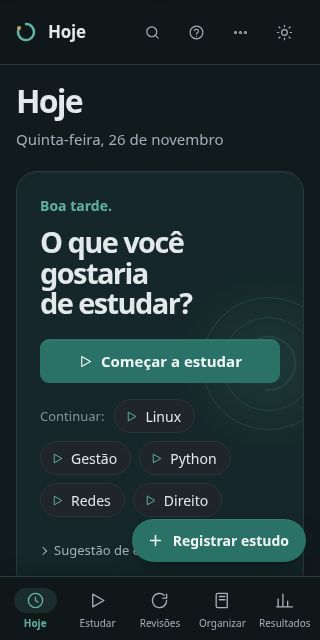 Hoje
Hoje
Quinta-feira, 26 de novembro
Boa tarde.
O que você
gostaria
de estudar?
Começar a estudar
Continuar:
Linux
Gestão
Python
Redes
Direito
Sugestão de
Registrar estudo
Hoje
Estudar
Revisões
Organizar
Resultados